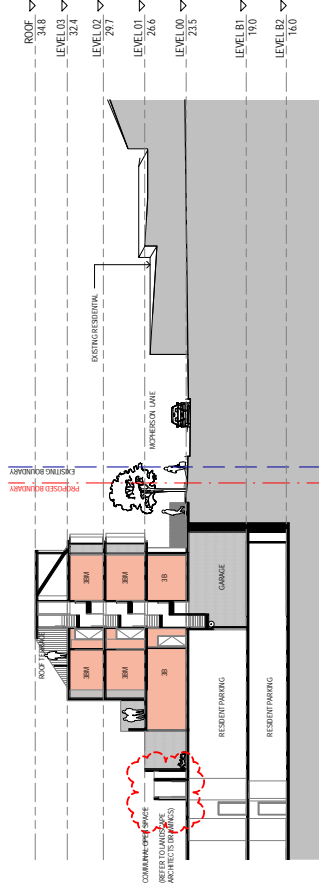 ROOF
34.8
LEVEL 03
32.4
LEVEL 02
29.7
LEVEL 01
26.6
LEVEL 00
23.5
LEVEL B1
19.0
LEVEL B2
16.0
EXISTING RESIDENTIAL
MCPHERSON LANE
EXISITING BOUNDARY
PROPOSED BOUNDARY
ROOF TERRACE
3BM
3BM
3BM
3BM
3B
3B
GARAGE
RESIDENT PARKING
RESIDENT PARKING
COMMUNAL OPEN SPACE
(REFER TO LANDSCAPE
ARCHITECTS DRAWINGS)